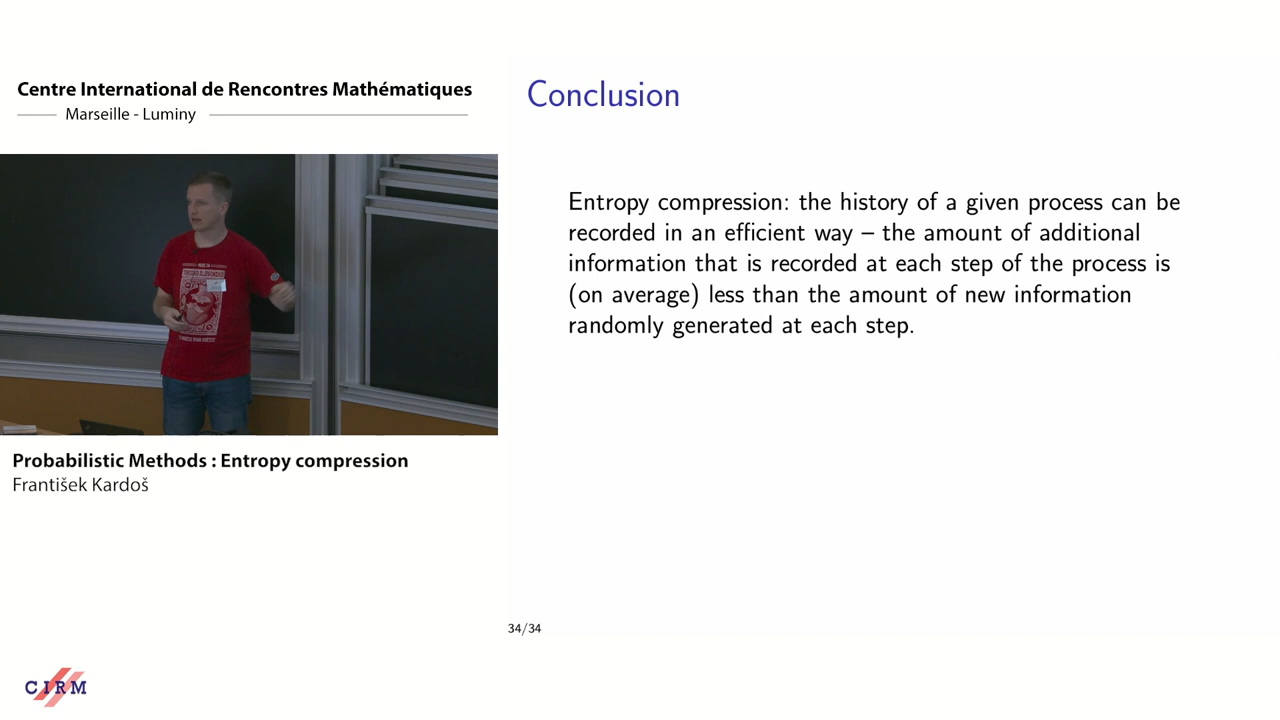 Centre International de Rencontres Mathématiques
Marseille - Luminy
Probabilistic Methods : Entropy compression
František Kardoš
Conclusion
Entropy compression: the history of a given process can be
recorded in an efficient way – the amount of additional
information that is recorded at each step of the process is
(on average) less than the amount of new information
randomly generated at each step.
34/34
CIRM